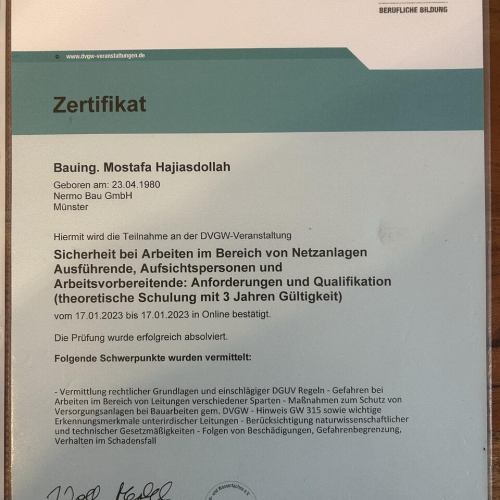 BERUFLICHE BILDUNG
www.dvgw-veranstaltungen.de
Zertifikat
Bauing. Mostafa Hajiasdollah
Geboren am: 23.04.1980
Nermo Bau GmbH
Münster
Hiermit wird die Teilnahme an der DVGW-Veranstaltung
Sicherheit bei Arbeiten im Bereich von Netzanlagen
Ausführende, Aufsichtspersonen und
Arbeitsvorbereitende: Anforderungen und Qualifikation
(theoretische Schulung mit 3 Jahren Gültigkeit)
vom 17.01.2023 bis 17.01.2023 in Online bestätigt.
Die Prüfung wurde erfolgreich absolviert.
Folgende Schwerpunkte wurden vermittelt:
- Vermittlung rechtlicher Grundlagen und einschlägiger DGUV Regeln - Gefahren bei
Arbeiten im Bereich von Leitungen verschiedener Sparten - Maßnahmen zum Schutz von
Versorgungsanlagen bei Bauarbeiten gem. DVGW - Hinweis GW 315 sowie wichtige
Erkennungsmerkmale unterirdischer Leitungen - Berücksichtigung naturwissenschaftlicher
und technischer Gesetzmäßigkeiten - Folgen von Beschädigungen, Gefahrenbegrenzung,
Verhalten im Schadensfall